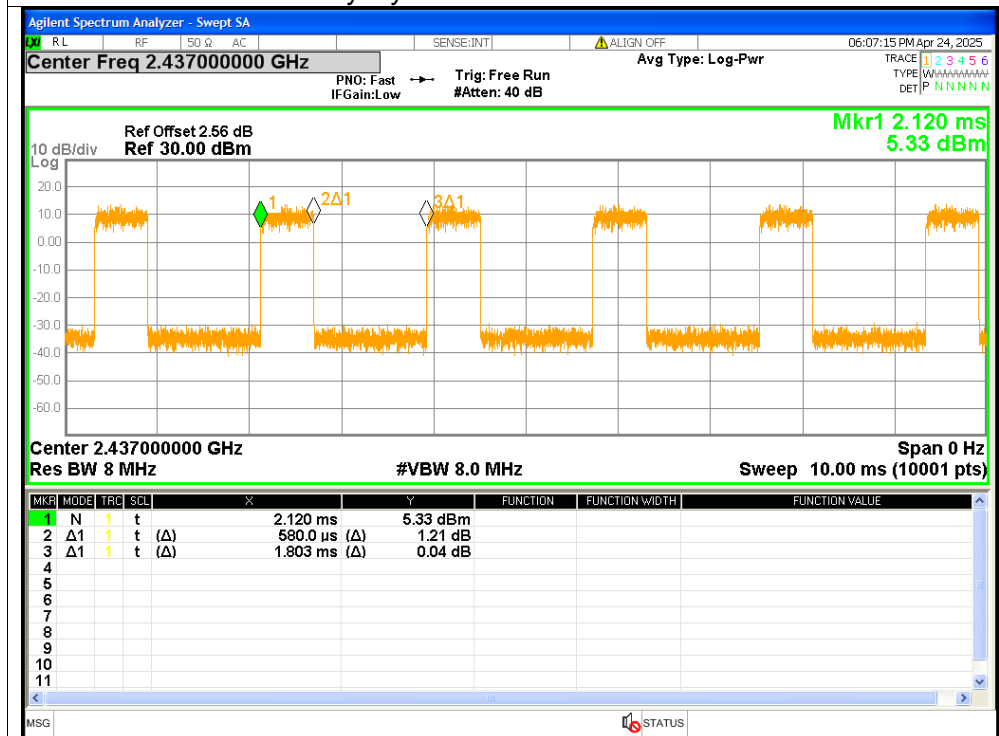 Agilent Spectrum Analyzer - Swept SA
LXI RL RF 50 Ω AC SENSE:INT ALIGN OFF 06:07:15 PM Apr 24, 2025
Center Freq 2.437000000 GHz Avg Type: Log-Pwr TRACE 1 2 3 4 5 6
PNO: Fast Trig: Free Run TYPE WWWWWW
IFGain:Low #Atten: 40 dB DET P N N N N N
Mkr1 2.120 ms
Ref Offset 2.56 dB
10 dB/div Ref 30.00 dBm 5.33 dBm
Log
20.0
1 2Δ1 3Δ1
10.0
0.00
-10.0
-20.0
-30.0
-40.0
-50.0
-60.0
Center 2.437000000 GHz Span 0 Hz
Res BW 8 MHz #VBW 8.0 MHz Sweep 10.00 ms (10001 pts)
MKR MODE TRC SCL X Y FUNCTION FUNCTION WIDTH FUNCTION VALUE
1 N 1 t 2.120 ms 5.33 dBm
2 Δ1 1 t (Δ) 580.0 µs (Δ) 1.21 dB
3 Δ1 1 t (Δ) 1.803 ms (Δ) 0.04 dB
4
5
6
7
8
9
10
11
MSG STATUS